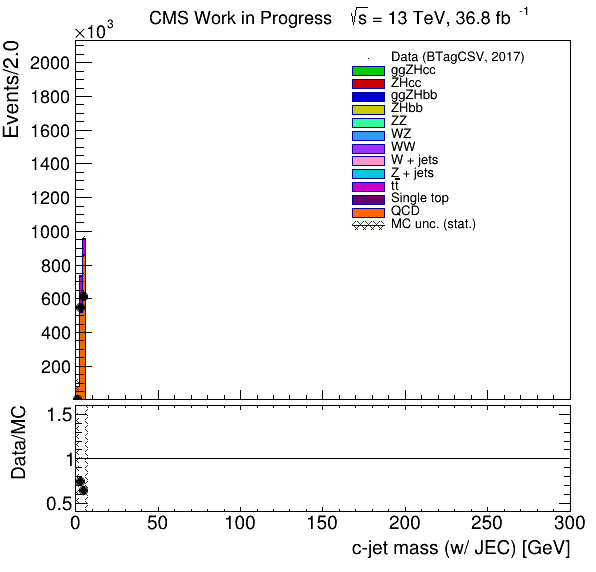 CMS Work in Progress √s = 13 TeV, 36.8 fb⁻¹
×10³
Events/2.0
2000
1800
1600
1400
1200
1000
800
600
400
200
Data (BTagCSV, 2017)
ggZHcc
ZHcc
ggZHbb
ZHbb
ZZ
WZ
WW
W + jets
Z + jets
tt̅
Single top
QCD
MC unc. (stat.)
Data/MC
1.5
1
0.5
0 50 100 150 200 250 300
c-jet mass (w/ JEC) [GeV]